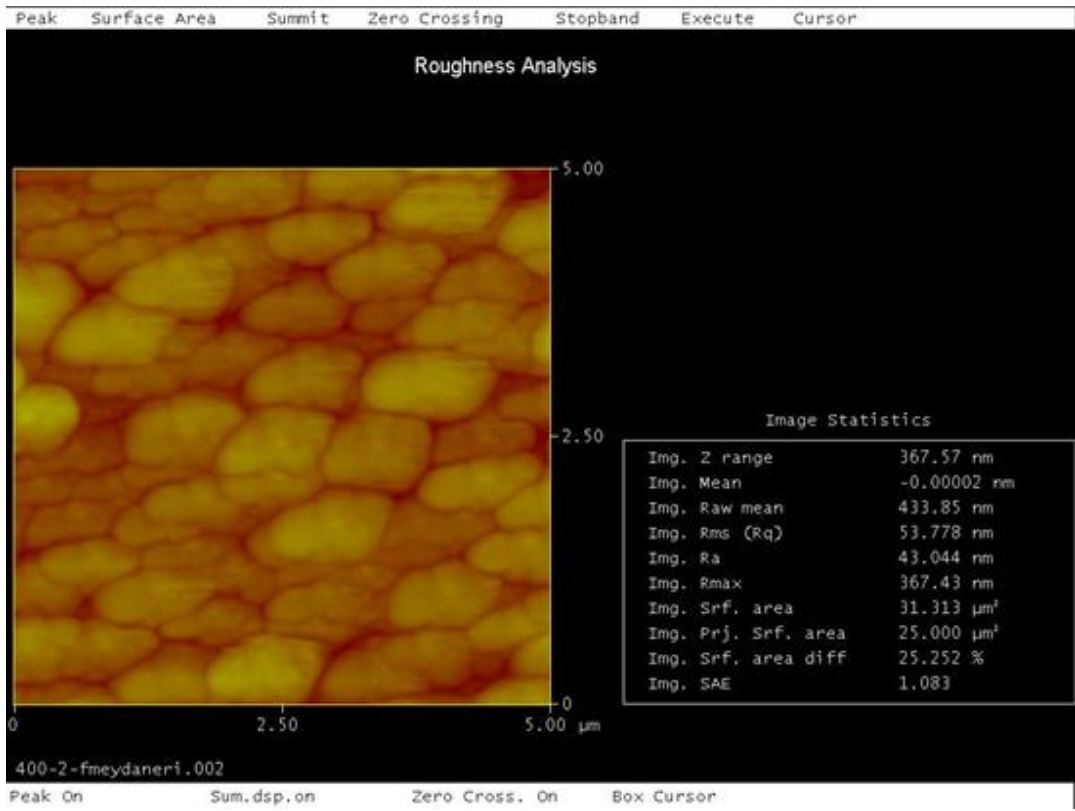 Peak Surface Area Summit Zero Crossing Stopband Execute Cursor
Roughness Analysis
5.00
2.50
0
0 2.50 5.00 µm
Image Statistics
Img. Z range 367.57 nm
Img. Mean -0.00002 nm
Img. Raw mean 433.85 nm
Img. Rms (Rq) 53.778 nm
Img. Ra 43.044 nm
Img. Rmax 367.43 nm
Img. Srf. area 31.313 µm²
Img. Prj. Srf. area 25.000 µm²
Img. Srf. area diff 25.252 %
Img. SAE 1.083
400-2-fmeydaneri.002
Peak On Sum.dsp.on Zero Cross. On Box Cursor